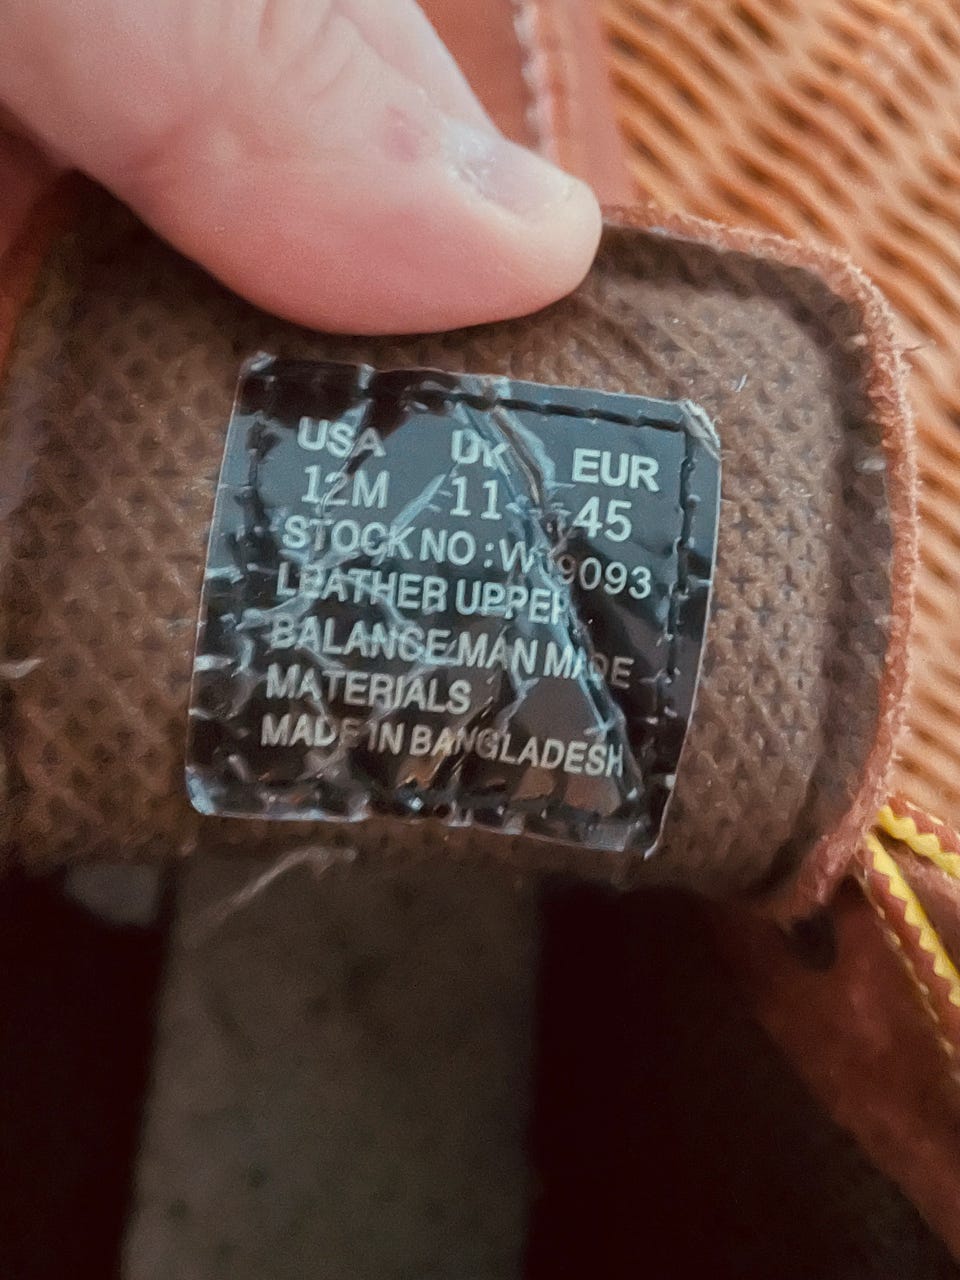 USA UK EUR
12M 11 45
STOCK NO :
LEATHER UPPER
BALANCE MAN MADE
MATERIALS
MADE IN BANGLADESH